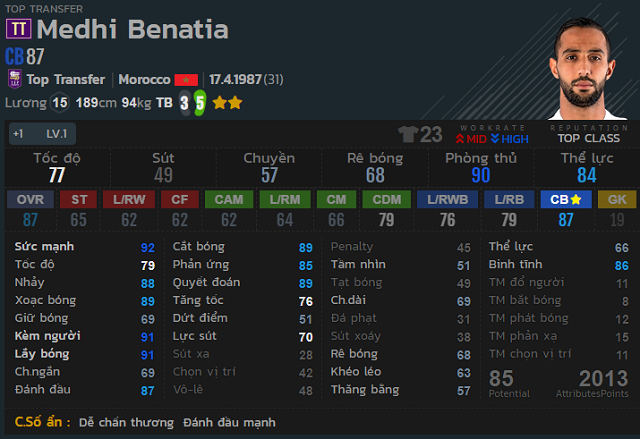 TOP TRANSFER
TT Medhi Benatia
CB 87
Top Transfer Morocco 17.4.1987 (31)
Lương 15 189cm 94kg TB 3 5
+1 LV.1 23 WORKRATE MID HIGH REPUTATION TOP CLASS
Tốc độ Sút Chuyền Rê bóng Phòng thủ Thể lực
77 49 57 68 90 84
OVR ST L/RW CF CAM L/RM CM CDM L/RWB L/RB CB GK
87 65 62 62 62 64 66 79 76 79 87 19
Sức mạnh 92 Cắt bóng 89 Penalty 45 Thể lực 66
Tốc độ 79 Phản ứng 85 Tầm nhìn 51 Bình tĩnh 86
Nhảy 88 Quyết đoán 89 Tạt bóng 49 TM đổ người 11
Xoạc bóng 89 Tăng tốc 76 Ch.dài 69 TM bắt bóng 8
Giữ bóng 69 Dứt điểm 51 Đá phạt 31 TM phát bóng 12
Kèm người 91 Lực sút 70 Sút xoáy 38 TM phản xạ 15
Lấy bóng 91 Sút xa 28 Rê bóng 68 TM chọn vị trí 11
Ch.ngắn 69 Chọn vị trí 42 Khéo léo 63 85 2013
Đánh đầu 87 Vô-lê 48 Thăng bằng 57 Potential AttributesPoints
C.Số ẩn : Dễ chấn thương Đánh đầu mạnh